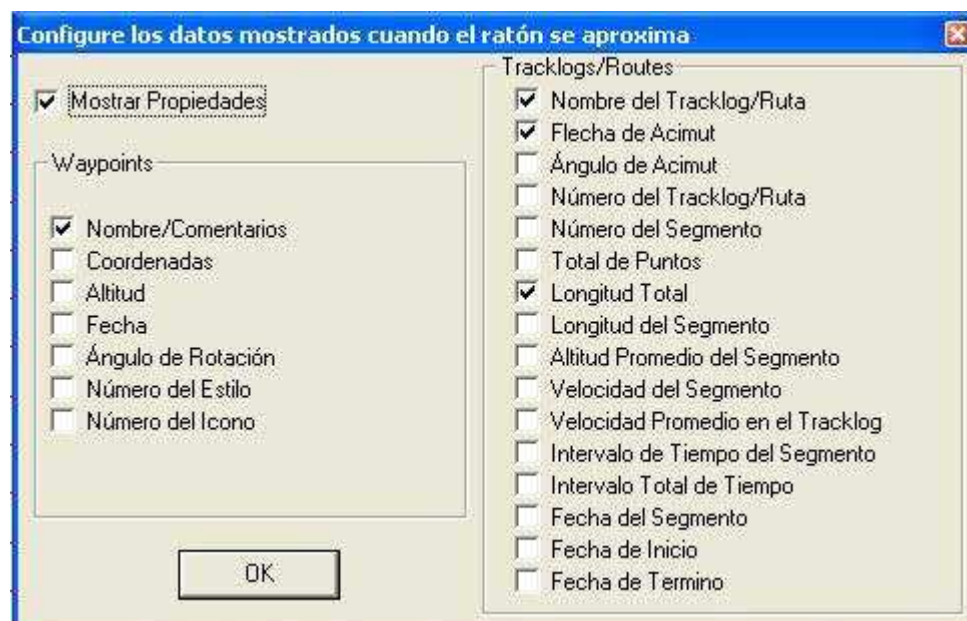 Configure los datos mostrados cuando el ratón se aproxima
Mostrar Propiedades
Waypoints
Nombre/Comentarios
Coordenadas
Altitud
Fecha
Ángulo de Rotación
Número del Estilo
Número del Icono
OK
Tracklogs/Routes
Nombre del Tracklog/Ruta
Flecha de Acimut
Ángulo de Acimut
Número del Tracklog/Ruta
Número del Segmento
Total de Puntos
Longitud Total
Longitud del Segmento
Altitud Promedio del Segmento
Velocidad del Segmento
Velocidad Promedio en el Tracklog
Intervalo de Tiempo del Segmento
Intervalo Total de Tiempo
Fecha del Segmento
Fecha de Inicio
Fecha de Termino